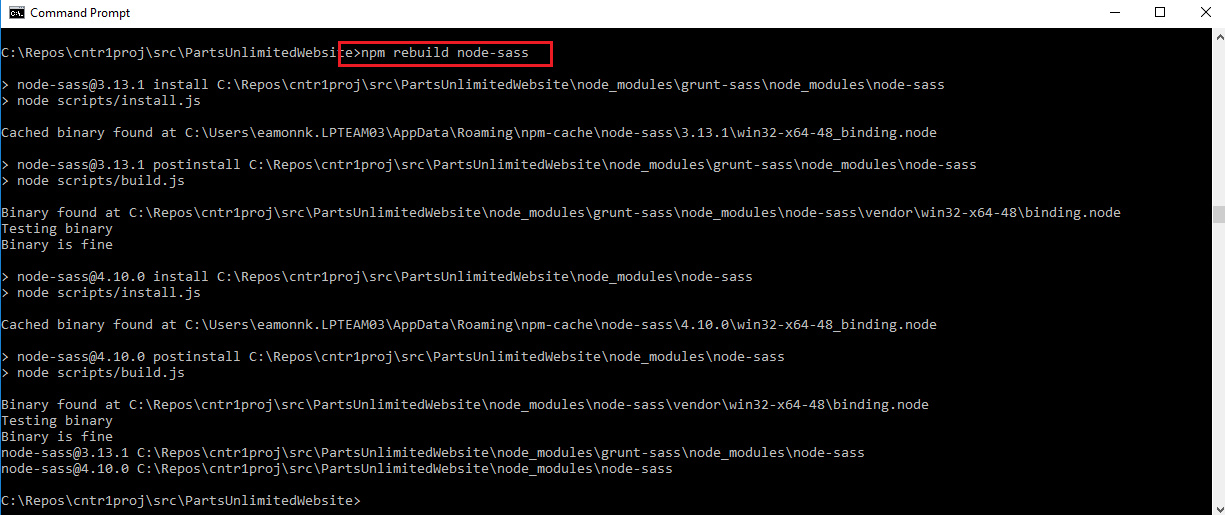 Command Prompt
C:\Repos\cntr1proj\src\PartsUnlimitedWebsite>npm rebuild node-sass
> node-sass@3.13.1 install C:\Repos\cntr1proj\src\PartsUnlimitedWebsite\node_modules\grunt-sass\node_modules\node-sass
> node scripts/install.js
Cached binary found at C:\Users\eamonnk.LPTEAM03\AppData\Roaming\npm-cache\node-sass\3.13.1\win32-x64-48_binding.node
> node-sass@3.13.1 postinstall C:\Repos\cntr1proj\src\PartsUnlimitedWebsite\node_modules\grunt-sass\node_modules\node-sass
> node scripts/build.js
Binary found at C:\Repos\cntr1proj\src\PartsUnlimitedWebsite\node_modules\grunt-sass\node_modules\node-sass\vendor\win32-x64-48\binding.node
Testing binary
Binary is fine
> node-sass@4.10.0 install C:\Repos\cntr1proj\src\PartsUnlimitedWebsite\node_modules\node-sass
> node scripts/install.js
Cached binary found at C:\Users\eamonnk.LPTEAM03\AppData\Roaming\npm-cache\node-sass\4.10.0\win32-x64-48_binding.node
> node-sass@4.10.0 postinstall C:\Repos\cntr1proj\src\PartsUnlimitedWebsite\node_modules\node-sass
> node scripts/build.js
Binary found at C:\Repos\cntr1proj\src\PartsUnlimitedWebsite\node_modules\node-sass\vendor\win32-x64-48\binding.node
Testing binary
Binary is fine
node-sass@3.13.1 C:\Repos\cntr1proj\src\PartsUnlimitedWebsite\node_modules\grunt-sass\node_modules\node-sass
node-sass@4.10.0 C:\Repos\cntr1proj\src\PartsUnlimitedWebsite\node_modules\node-sass
C:\Repos\cntr1proj\src\PartsUnlimitedWebsite>